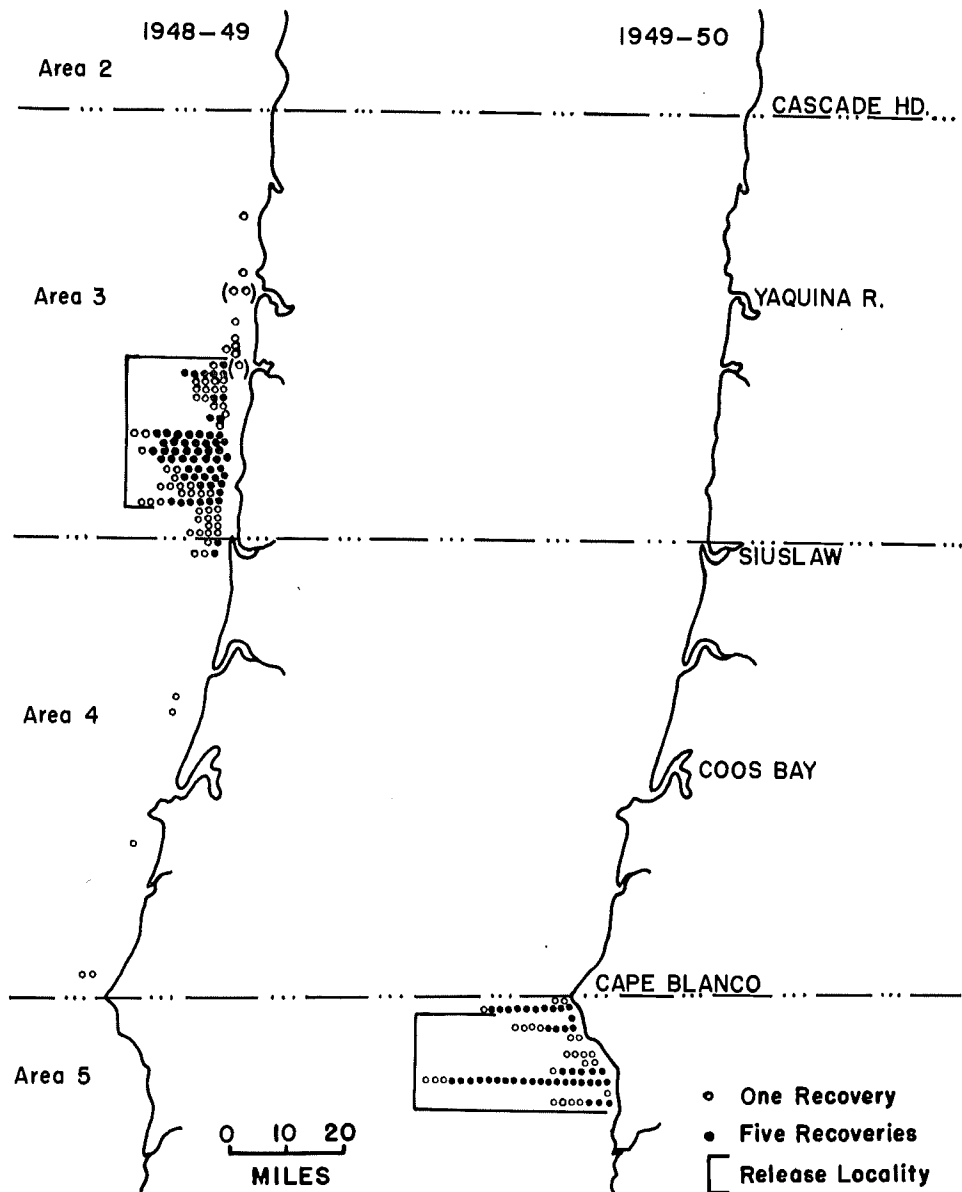 1948-49
1949-50
Area 2
CASCADE HD.
Area 3
YAQUINA R.
SIUSLAW
Area 4
COOS BAY
CAPE BLANCO
Area 5
One Recovery
Five Recoveries
Release Locality
0 10 20
MILES